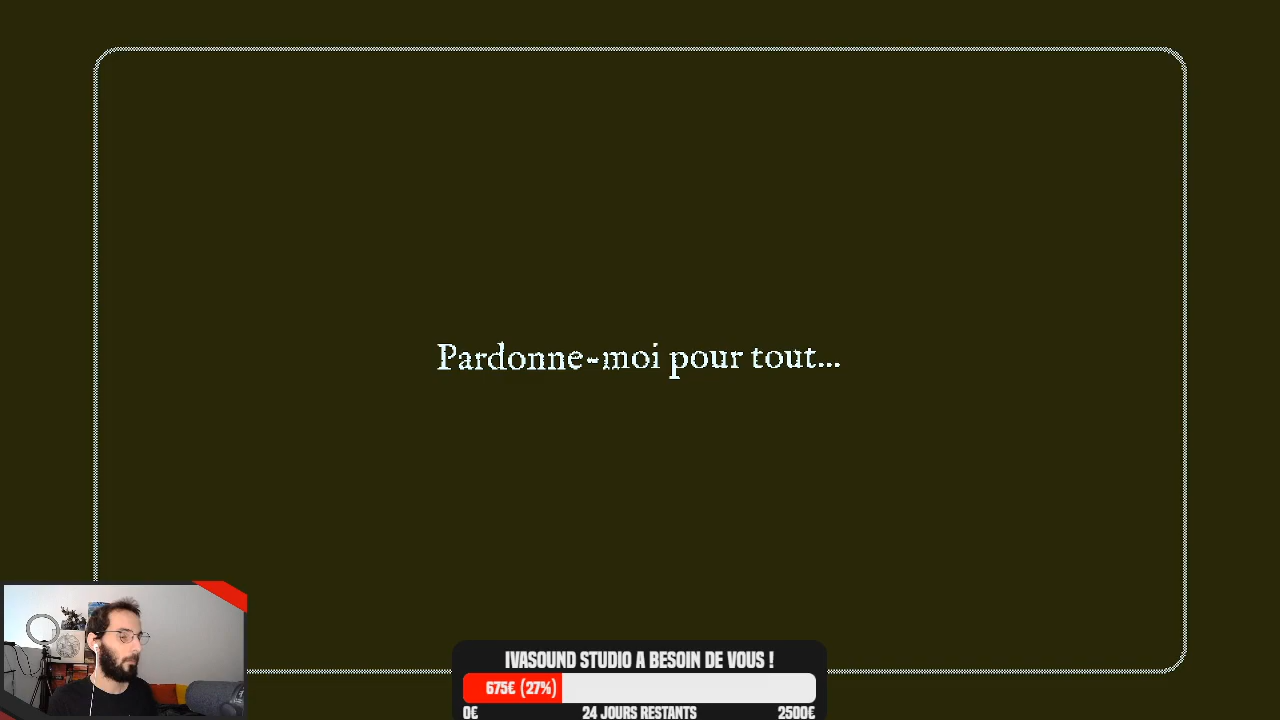 Pardonne-moi pour tout...
IVASOUND STUDIO A BESOIN DE VOUS !
675€ (27%)
0€ 24 JOURS RESTANTS 2500€